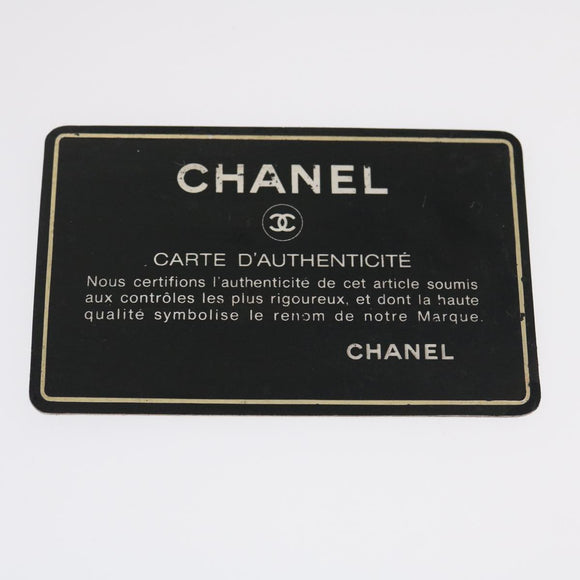 CHANEL
CARTE D'AUTHENTICITÉ
Nous certifions l'authenticité de cet article soumis
aux contrôles les plus rigoureux, et dont la haute
qualité symbolise le renom de notre Marque.
CHANEL